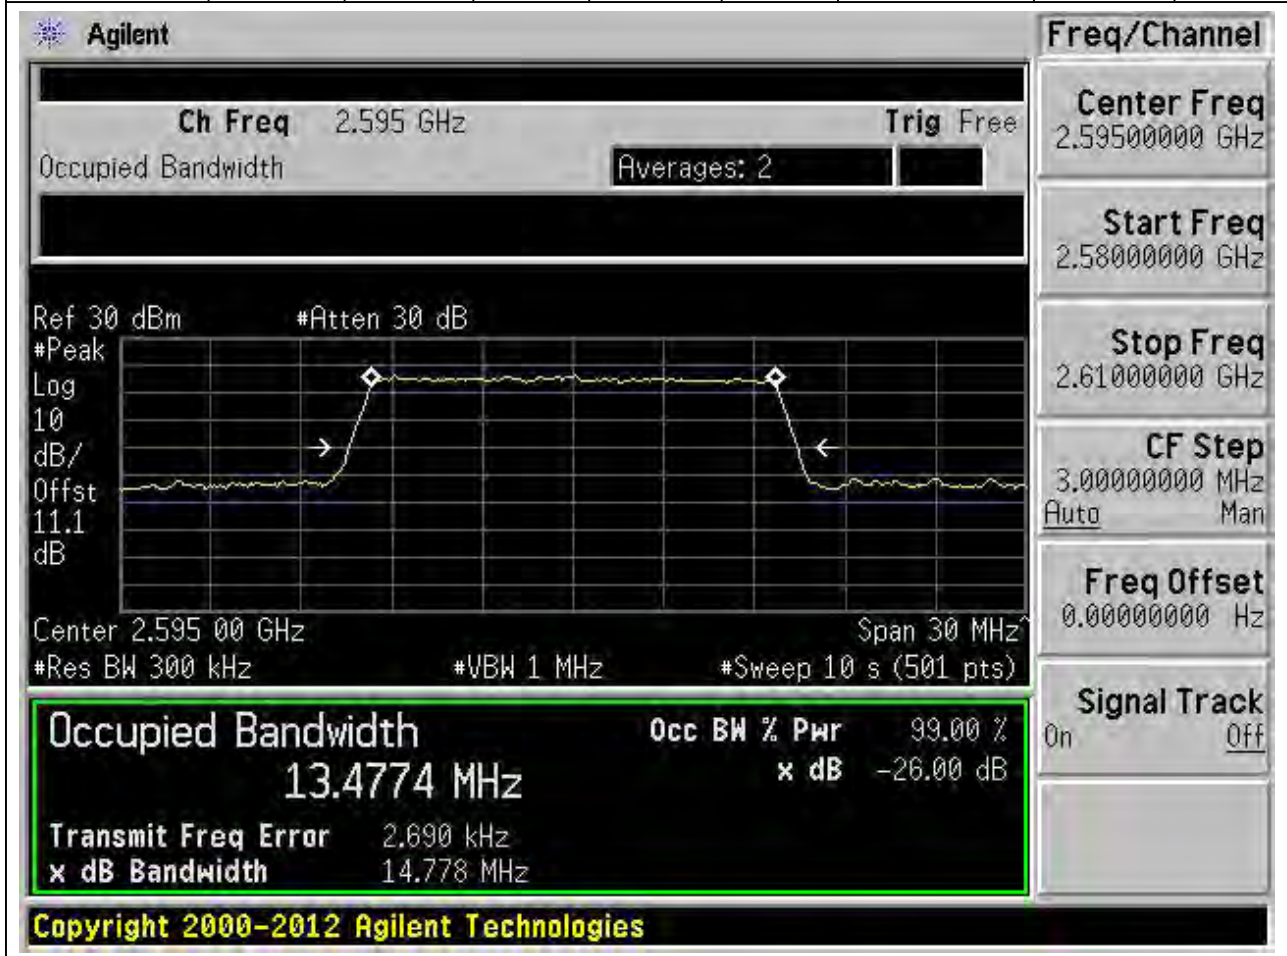 Agilent
Freq/Channel
Ch Freq 2.595 GHz Trig Free
Occupied Bandwidth Averages: 2
Center Freq
2.59500000 GHz
Start Freq
2.58000000 GHz
Stop Freq
2.61000000 GHz
CF Step
3.00000000 MHz
Auto Man
Freq Offset
0.00000000 Hz
Signal Track
On Off
Ref 30 dBm #Atten 30 dB
#Peak
Log
10
dB/
Offst
11.1
dB
Center 2.595 00 GHz Span 30 MHz^
#Res BW 300 kHz #VBW 1 MHz #Sweep 10 s (501 pts)
Occupied Bandwidth
13.4774 MHz
Occ BW % Pwr 99.00 %
x dB -26.00 dB
Transmit Freq Error 2.690 kHz
x dB Bandwidth 14.778 MHz
Copyright 2000-2012 Agilent Technologies